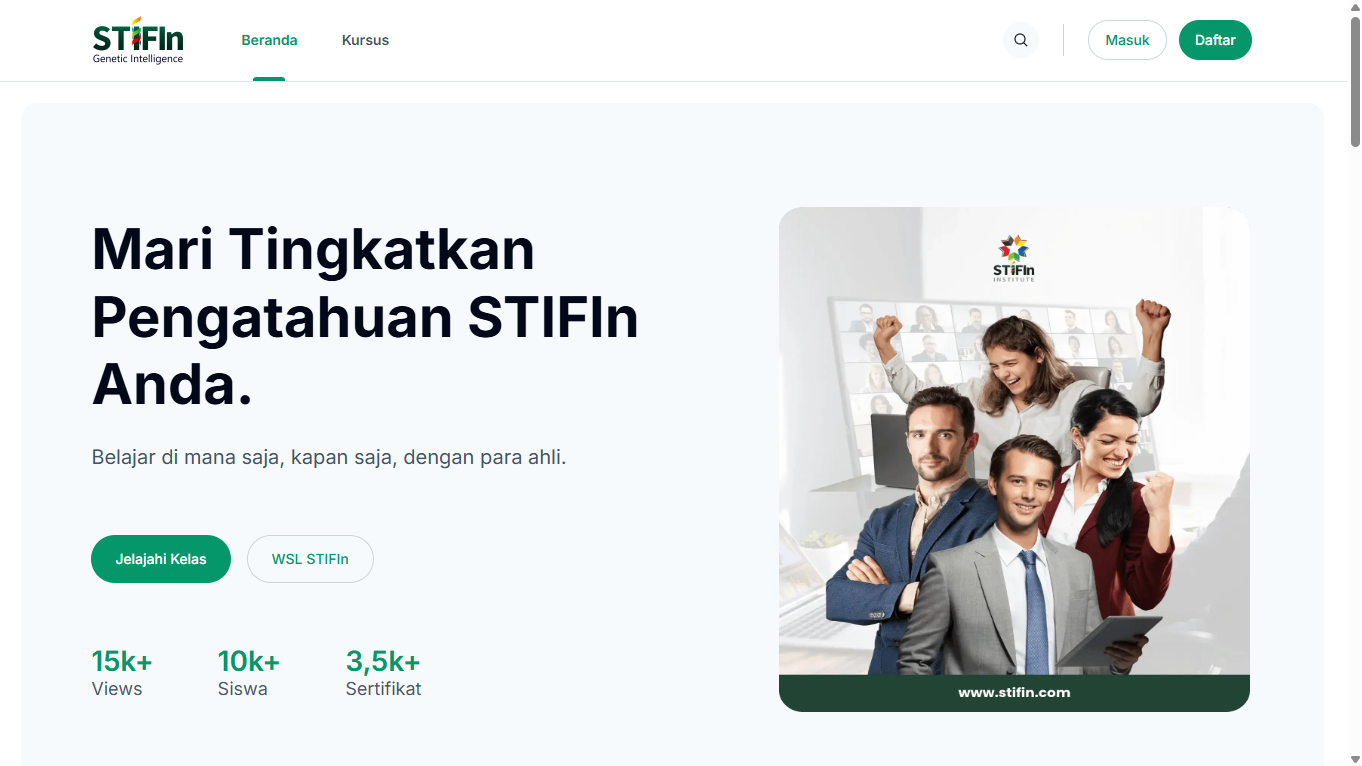 STIFIn
Genetic Intelligence
Beranda
Kursus
Masuk
Daftar
Mari Tingkatkan
Pengatahuan STIFIn
Anda.
Belajar di mana saja, kapan saja, dengan para ahli.
Jelajahi Kelas
WSL STIFIn
15k+
Views
10k+
Siswa
3,5k+
Sertifikat
STIFIn
INSTITUTE
www.stifin.com